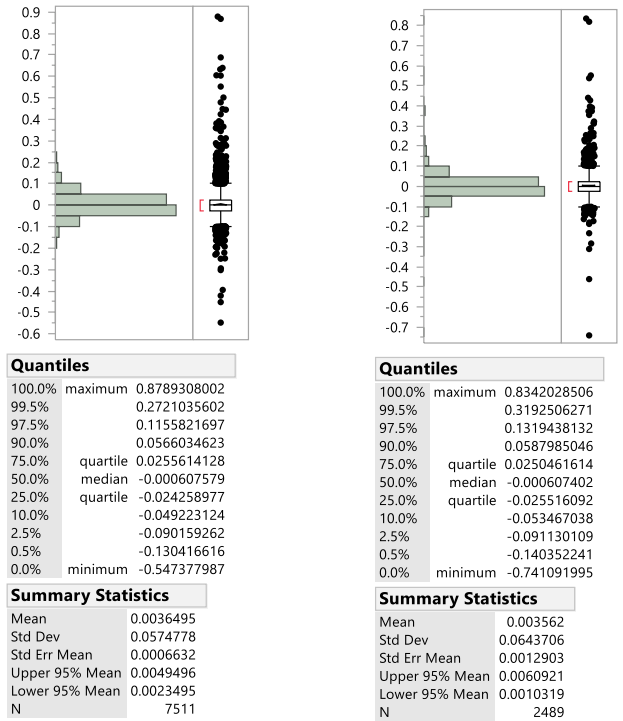 0.9
0.8
0.7
0.6
0.5
0.4
0.3
0.2
0.1
0
-0.1
-0.2
-0.3
-0.4
-0.5
-0.6
Quantiles
100.0% maximum 0.8789308002
99.5% 0.2721035602
97.5% 0.1155821697
90.0% 0.0566034623
75.0% quartile 0.0255614128
50.0% median -0.000607579
25.0% quartile -0.024258977
10.0% -0.049223124
2.5% -0.090159262
0.5% -0.130416616
0.0% minimum -0.547377987
Summary Statistics
Mean 0.0036495
Std Dev 0.0574778
Std Err Mean 0.0006632
Upper 95% Mean 0.0049496
Lower 95% Mean 0.0023495
N 7511
0.8
0.7
0.6
0.5
0.4
0.3
0.2
0.1
0
-0.1
-0.2
-0.3
-0.4
-0.5
-0.6
-0.7
Quantiles
100.0% maximum 0.8342028506
99.5% 0.3192506271
97.5% 0.1319438132
90.0% 0.0587985046
75.0% quartile 0.0250461614
50.0% median -0.000607402
25.0% quartile -0.025516092
10.0% -0.053467038
2.5% -0.091130109
0.5% -0.140352241
0.0% minimum -0.741091995
Summary Statistics
Mean 0.003562
Std Dev 0.0643706
Std Err Mean 0.0012903
Upper 95% Mean 0.0060921
Lower 95% Mean 0.0010319
N 2489